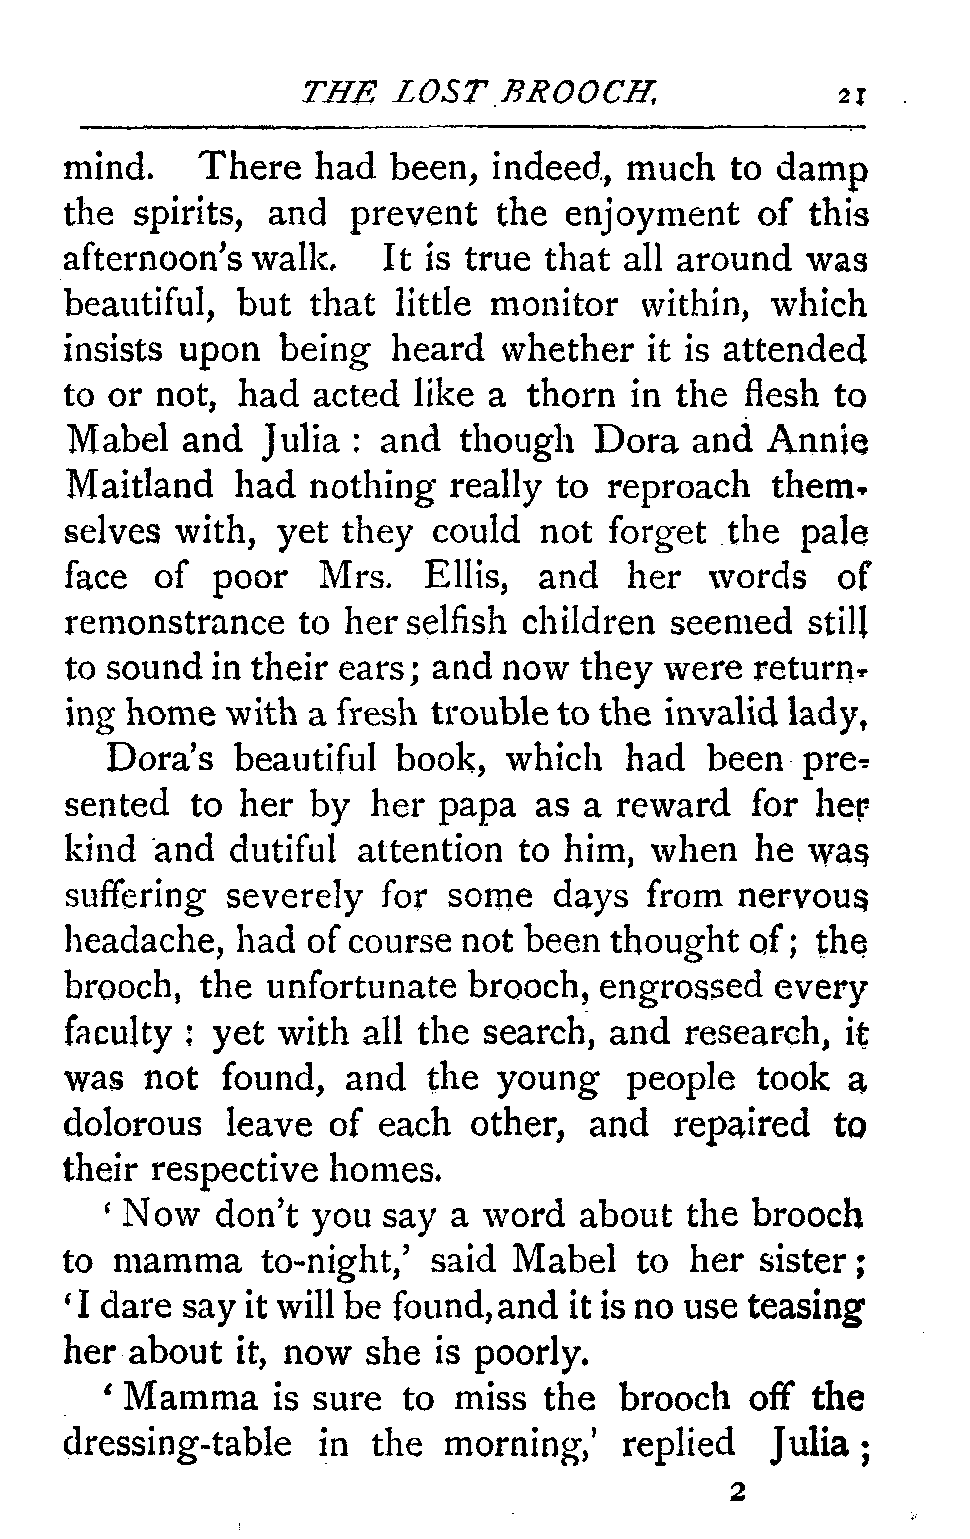 THE LOST BROOCH. 21
mind. There had been, indeed, much to damp
the spirits, and prevent the enjoyment of this
afternoon's walk. It is true that all around was
beautiful, but that little monitor within, which
insists upon being heard whether it is attended
to or not, had acted like a thorn in the flesh to
Mabel and Julia : and though Dora and Annie
Maitland had nothing really to reproach them-
selves with, yet they could not forget the pale
face of poor Mrs. Ellis, and her words of
remonstrance to her selfish children seemed still
to sound in their ears; and now they were return-
ing home with a fresh trouble to the invalid lady,
Dora's beautiful book, which had been pre-
sented to her by her papa as a reward for her
kind and dutiful attention to him, when he was
suffering severely for some days from nervous
headache, had of course not been thought of; the
brooch, the unfortunate brooch, engrossed every
faculty : yet with all the search, and research, it
was not found, and the young people took a
dolorous leave of each other, and repaired to
their respective homes.
‘ Now don't you say a word about the brooch
to mamma to-night,’ said Mabel to her sister;
‘I dare say it will be found, and it is no use teasing
her about it, now she is poorly.
‘ Mamma is sure to miss the brooch off the
dressing-table in the morning,’ replied Julia;
2